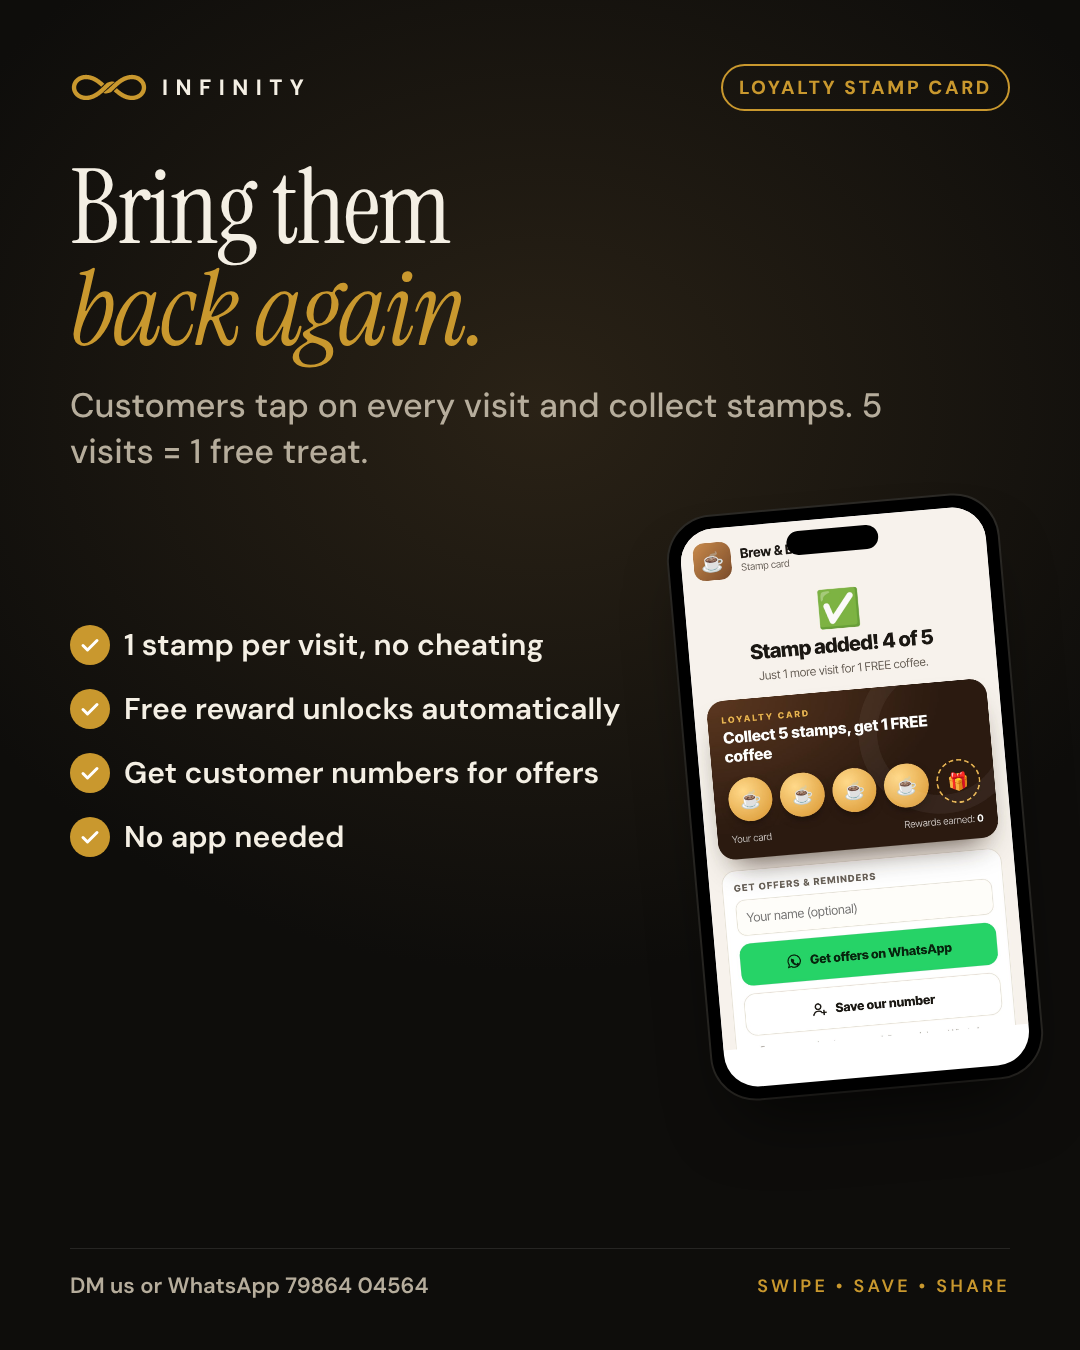 INFINITY
LOYALTY STAMP CARD
Bring them
back again.
Customers tap on every visit and collect stamps. 5
visits = 1 free treat.
1 stamp per visit, no cheating
Free reward unlocks automatically
Get customer numbers for offers
No app needed
Brew &
Stamp card
Stamp added! 4 of 5
Just 1 more visit for 1 FREE coffee.
LOYALTY CARD
Collect 5 stamps, get 1 FREE
coffee
Your card
Rewards earned: 0
GET OFFERS & REMINDERS
Your name (optional)
Get offers on WhatsApp
Save our number
DM us or WhatsApp 79864 04564
SWIPE • SAVE • SHARE